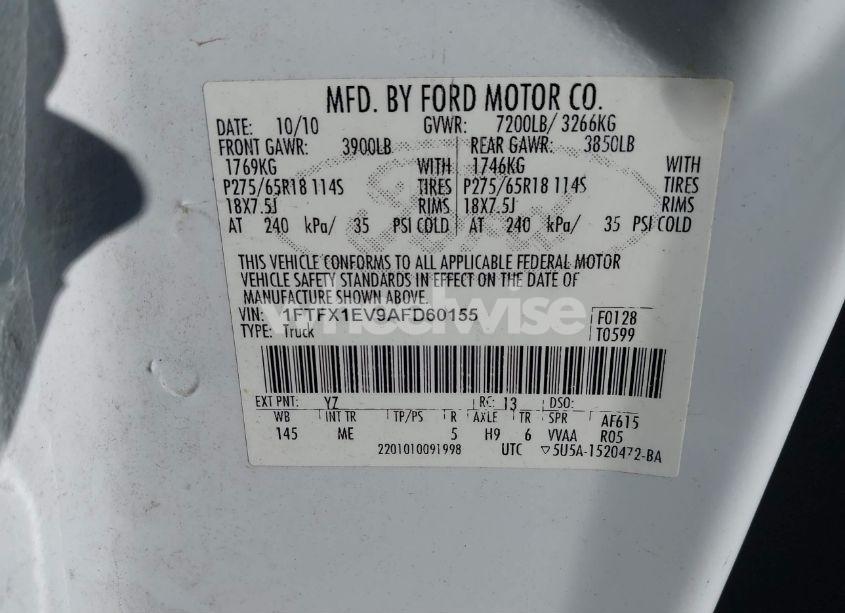 MFD. BY FORD MOTOR CO.
DATE: 10/10 GVWR: 7200LB/ 3266KG
FRONT GAWR: 3900LB REAR GAWR: 3850LB
1769KG WITH 1746KG WITH
P275/65R18 114S TIRES P275/65R18 114S TIRES
18X7.5J RIMS 18X7.5J RIMS
AT 240 kPa/ 35 PSI COLD AT 240 kPa/ 35 PSI COLD
THIS VEHICLE CONFORMS TO ALL APPLICABLE FEDERAL MOTOR
VEHICLE SAFETY STANDARDS IN EFFECT ON THE DATE OF
MANUFACTURE SHOWN ABOVE.
VIN: 1FTFX1EV9AFD60155 F0128
TYPE: Truck T0599
wheelwise
EXT PNT: YZ RC: 13 DSO:
WB INT TR TP/PS R AXLE TR SPR AF615
145 ME 5 H9 6 VVAA R05
2201010091998 UTC ▽5U5A-1520472-BA